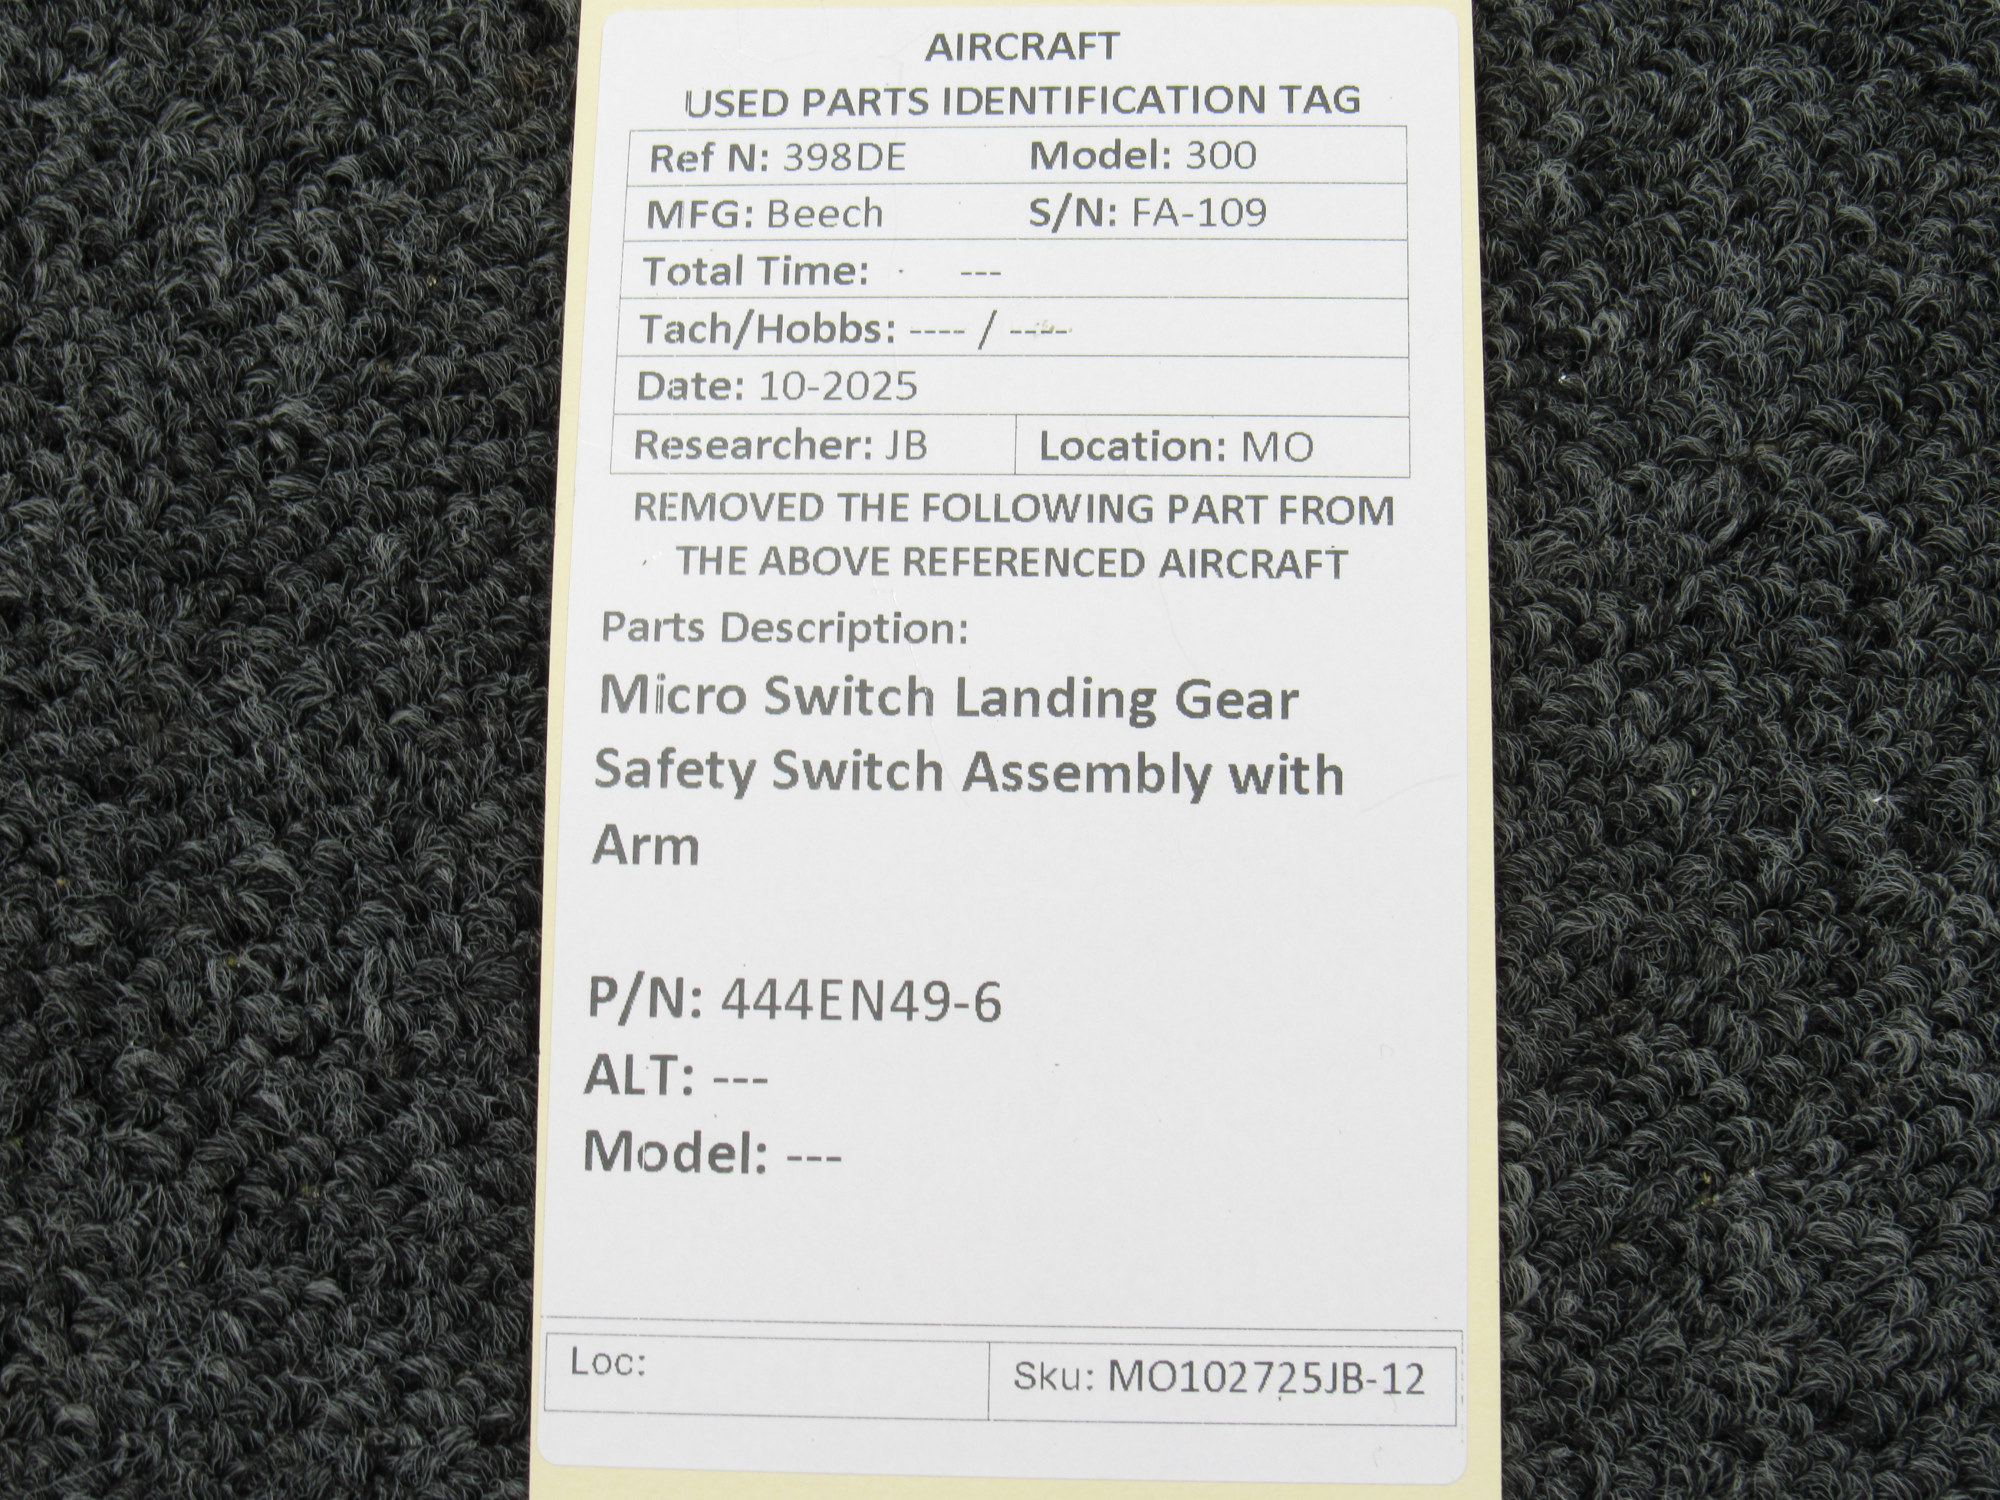 AIRCRAFT
USED PARTS IDENTIFICATION TAG
Ref N: 398DE Model: 300
MFG: Beech S/N: FA-109
Total Time: ---
Tach/Hobbs: ---- / ----
Date: 10-2025
Researcher: JB Location: MO
REMOVED THE FOLLOWING PART FROM
THE ABOVE REFERENCED AIRCRAFT
Parts Description:
Micro Switch Landing Gear
Safety Switch Assembly with
Arm
P/N: 444EN49-6
ALT: ---
Model: ---
Loc: Sku: MO102725JB-12